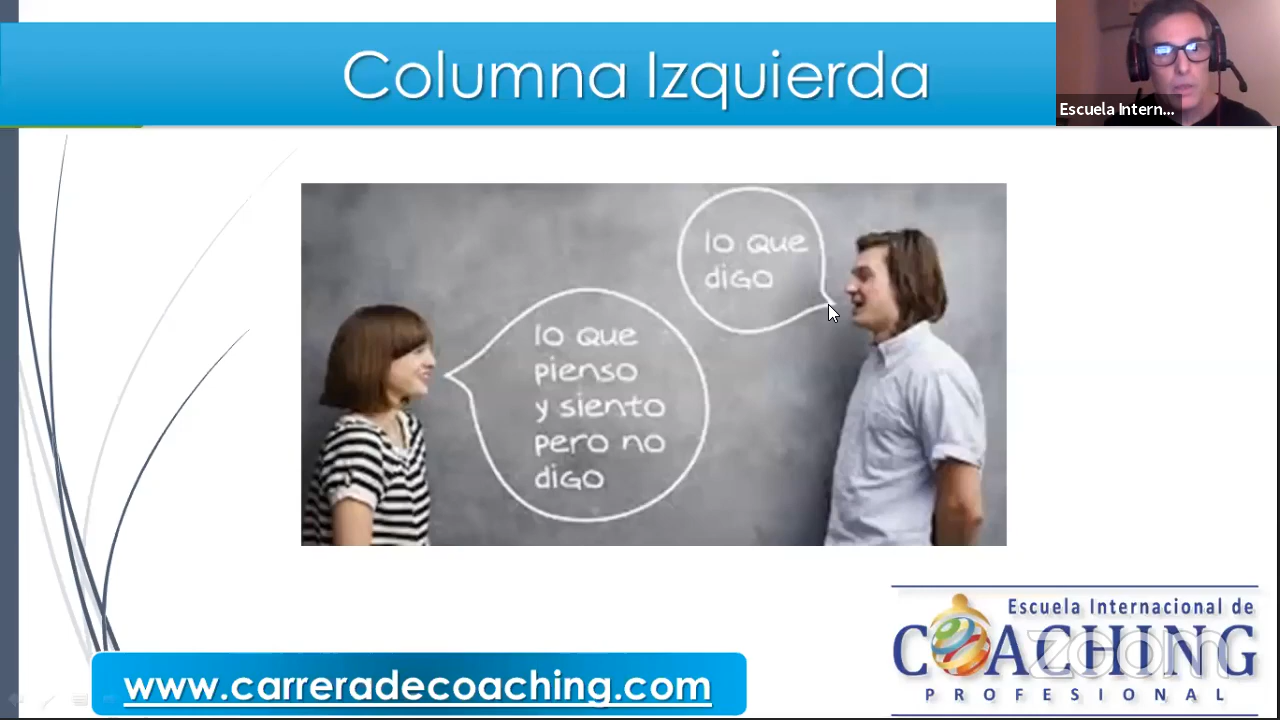 Columna Izquierda
Escuela Intern...
lo que
digo
lo que
pienso
y siento
pero no
digo
Escuela Internacional de
COACHING
zoom
PROFESIONAL
www.carreradecoaching.com